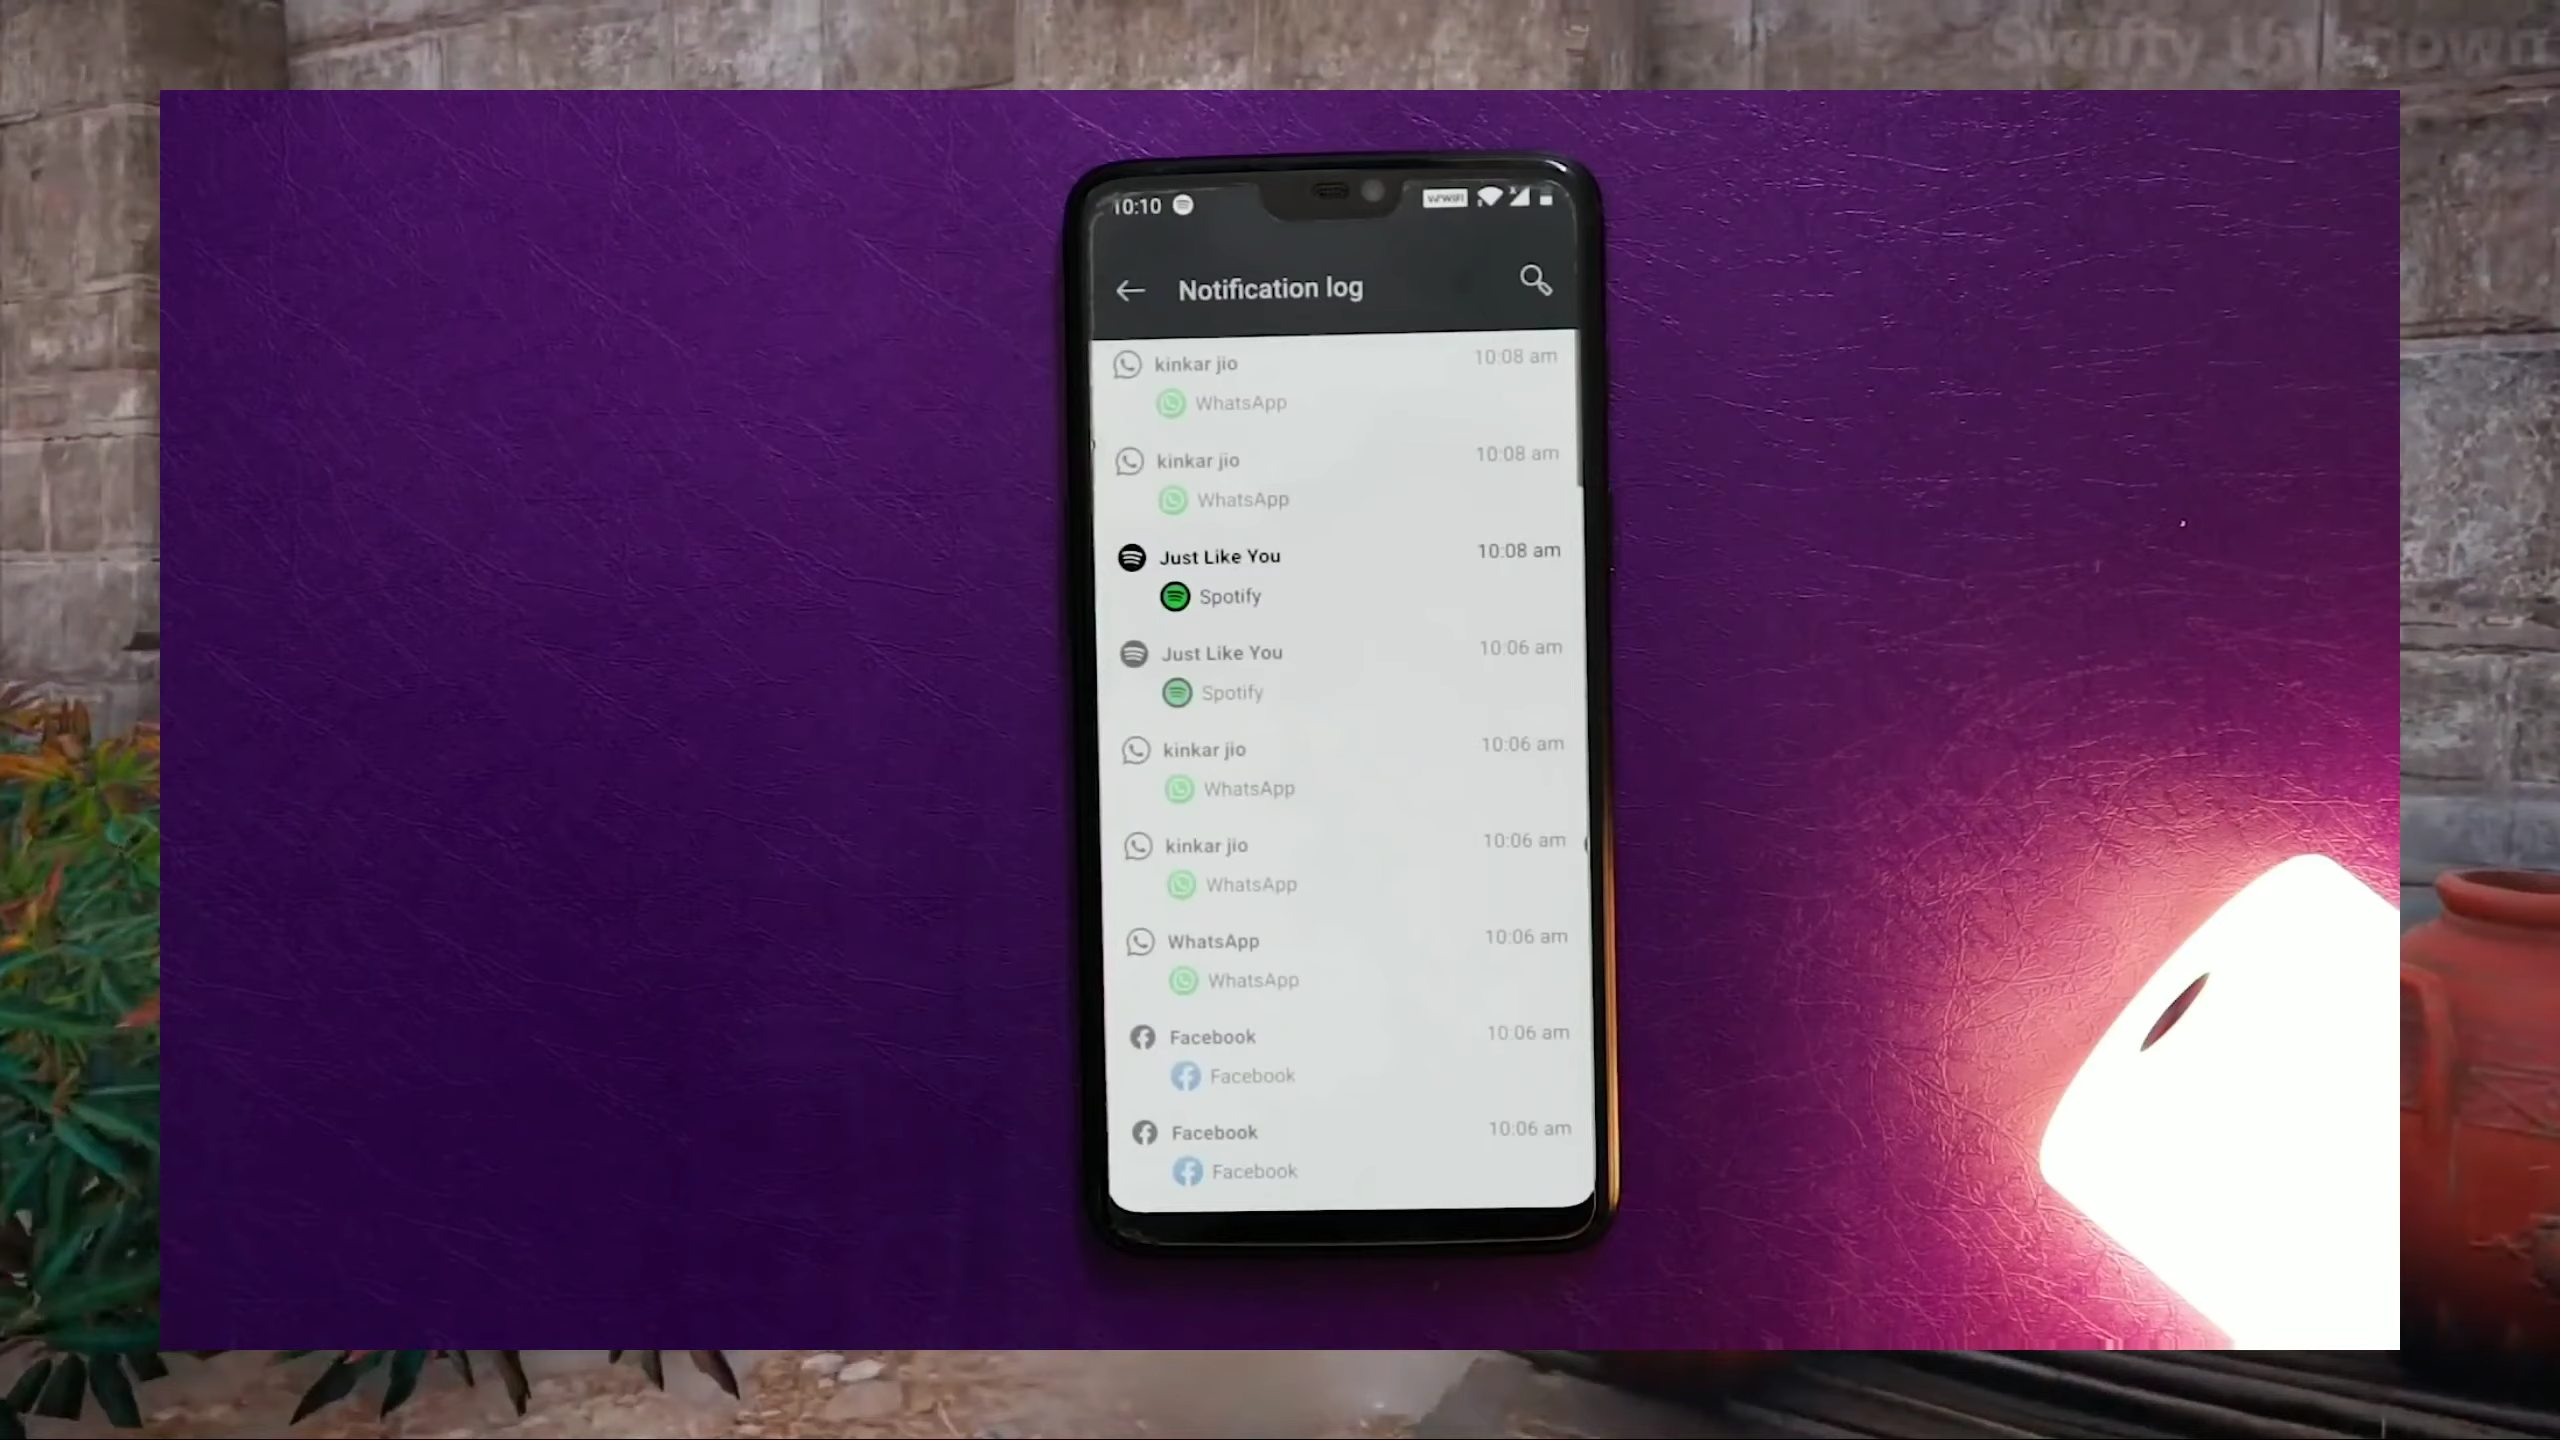 Swifty Unknown
10:10
VoWiFi
Notification log
kinkar jio 10:08 am
WhatsApp
kinkar jio 10:08 am
WhatsApp
Just Like You 10:08 am
Spotify
Just Like You 10:06 am
Spotify
kinkar jio 10:06 am
WhatsApp
kinkar jio 10:06 am
WhatsApp
WhatsApp 10:06 am
WhatsApp
Facebook 10:06 am
Facebook
Facebook 10:06 am
Facebook